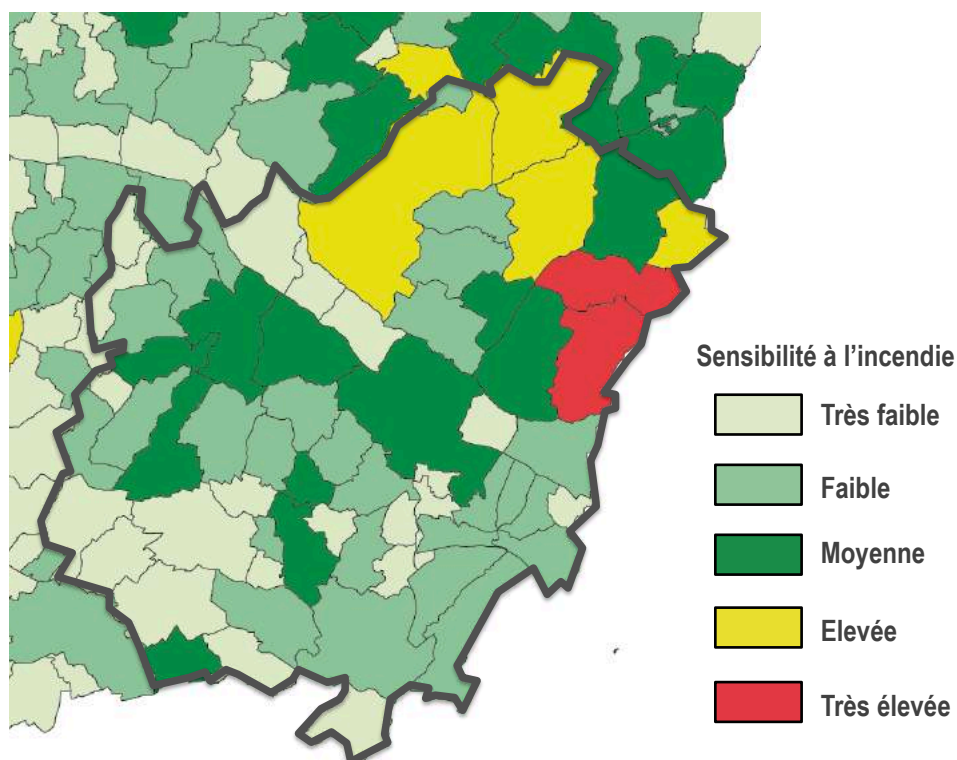 Sensibilité à l'incendie
Très faible
Faible
Moyenne
Elevée
Très élevée